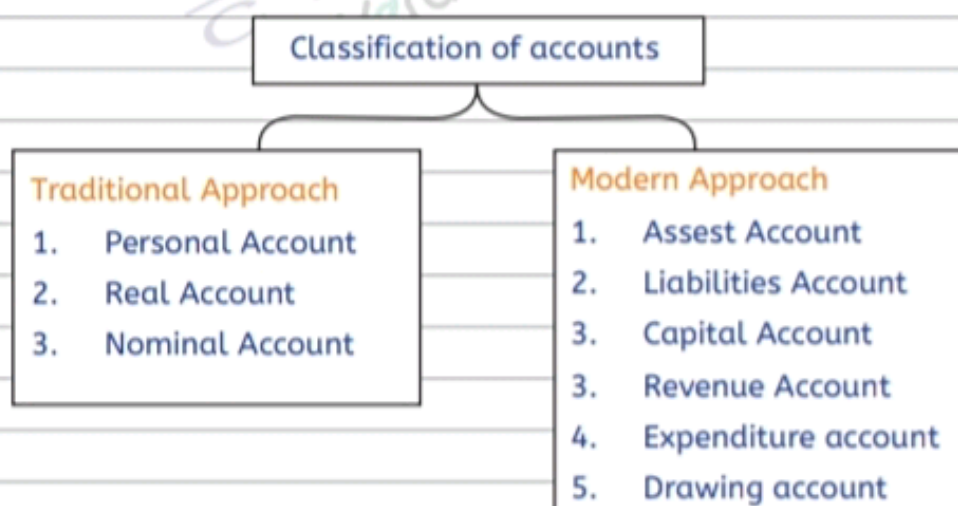 Classification of accounts
Traditional Approach
1. Personal Account
2. Real Account
3. Nominal Account
Modern Approach
1. Assest Account
2. Liabilities Account
3. Capital Account
3. Revenue Account
4. Expenditure account
5. Drawing account